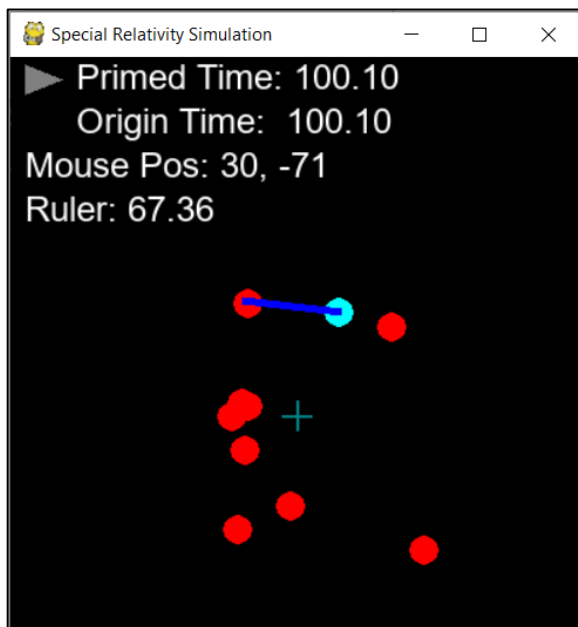 Special Relativity Simulation
Primed Time: 100.10
Origin Time: 100.10
Mouse Pos: 30, -71
Ruler: 67.36